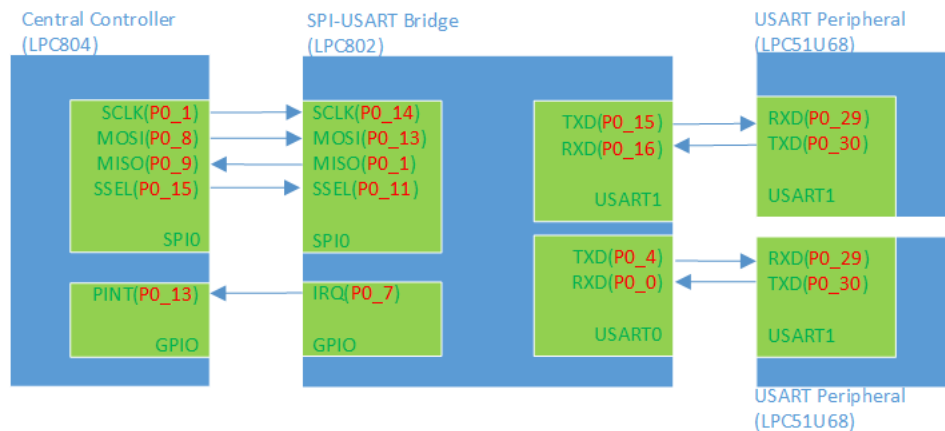 Central Controller
(LPC804)
SCLK(P0_1)
MOSI(P0_8)
MISO(P0_9)
SSEL(P0_15)
SPI0
PINT(P0_13)
GPIO
SPI-USART Bridge
(LPC802)
SCLK(P0_14)
MOSI(P0_13)
MISO(P0_1)
SSEL(P0_11)
SPI0
IRQ(P0_7)
GPIO
TXD(P0_15)
RXD(P0_16)
USART1
TXD(P0_4)
RXD(P0_0)
USART0
USART Peripheral
(LPC51U68)
RXD(P0_29)
TXD(P0_30)
USART1
RXD(P0_29)
TXD(P0_30)
USART1
USART Peripheral
(LPC51U68)